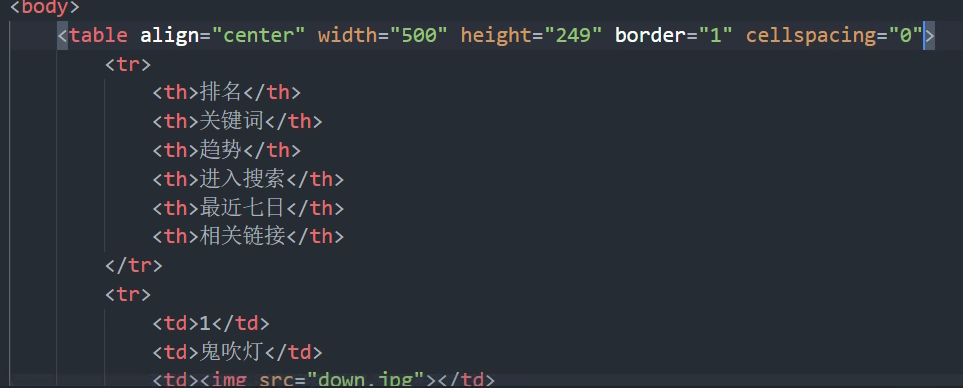 <body>
<table align="center" width="500" height="249" border="1" cellspacing="0">
<tr>
<th>排名</th>
<th>关键词</th>
<th>趋势</th>
<th>进入搜索</th>
<th>最近七日</th>
<th>相关链接</th>
</tr>
<tr>
<td>1</td>
<td>鬼吹灯</td>
<td><img src="down.jpg"></td>